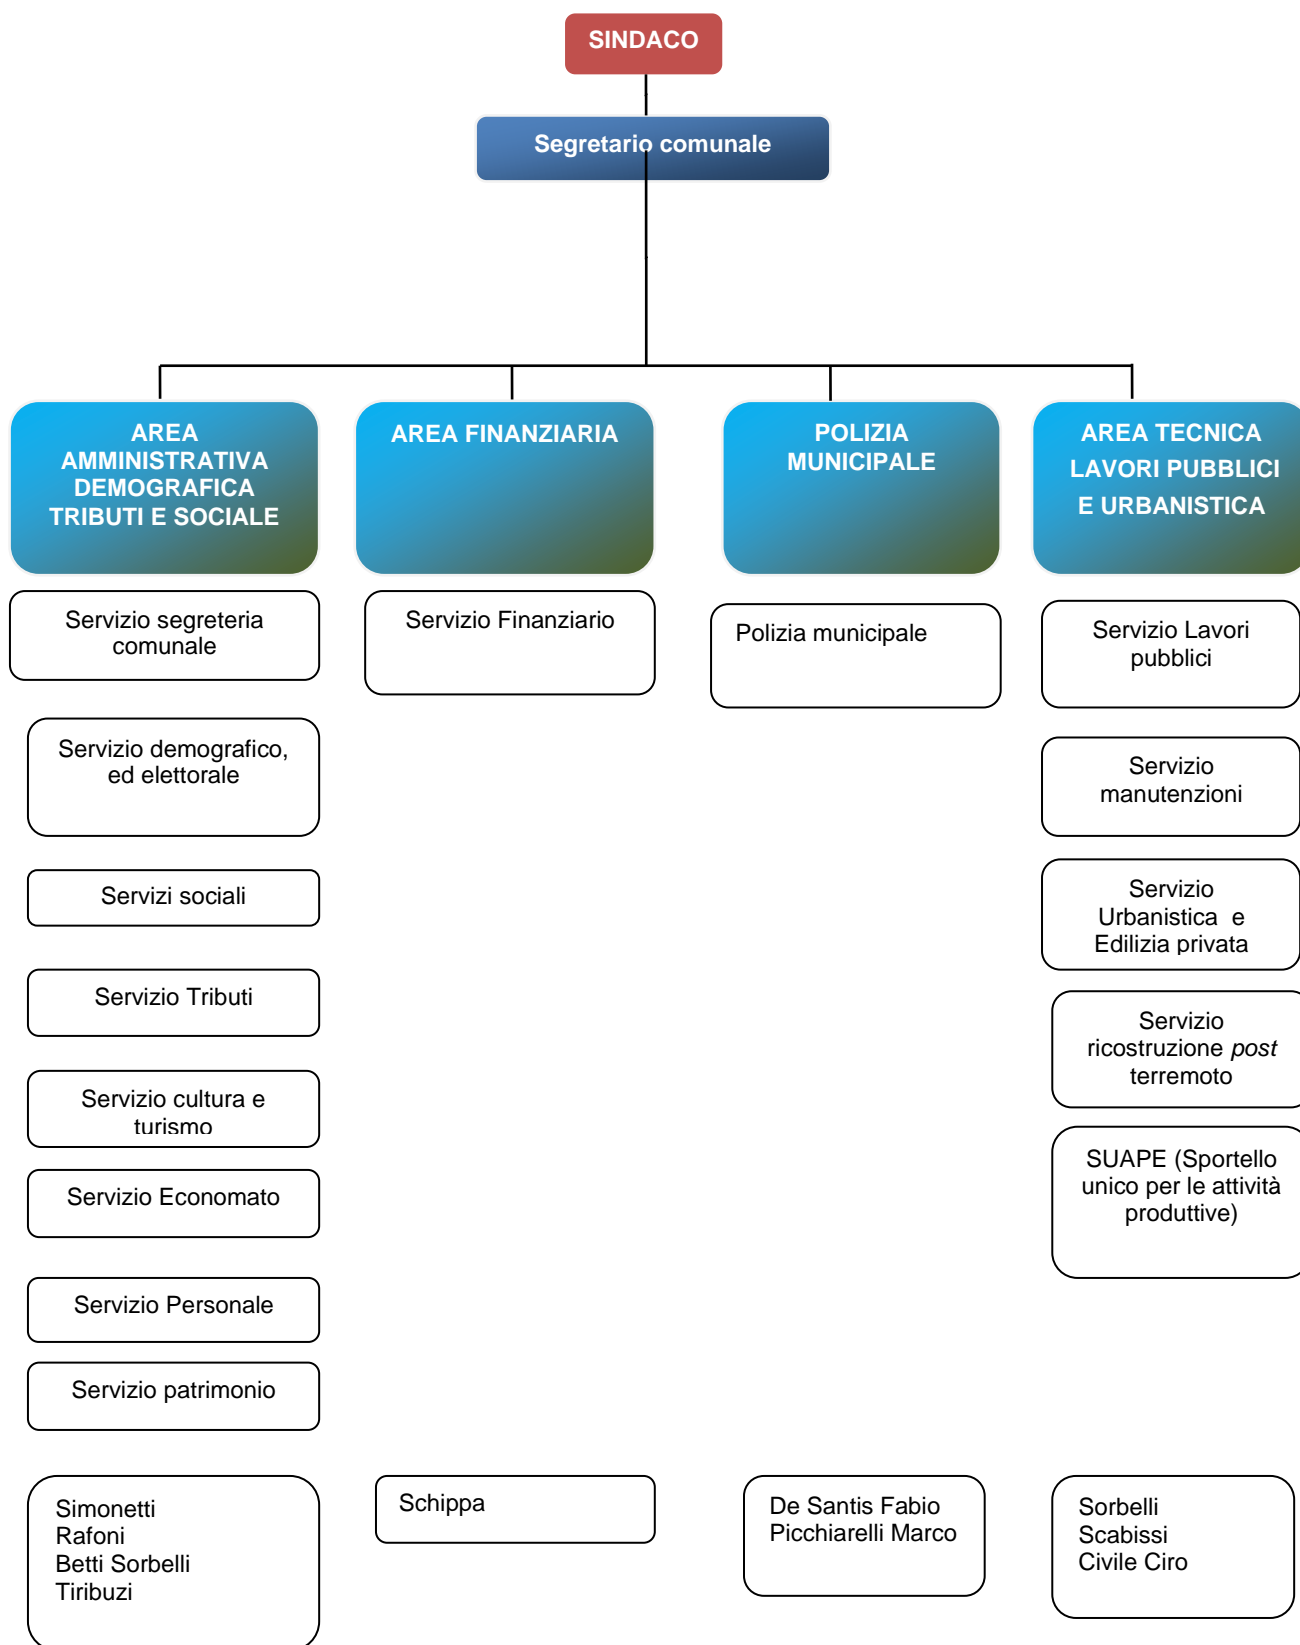 SINDACO
Segretario comunale
AREA
AMMINISTRATIVA
DEMOGRAFICA
TRIBUTI E SOCIALE
AREA FINANZIARIA
POLIZIA
MUNICIPALE
AREA TECNICA
LAVORI PUBBLICI
E URBANISTICA
Servizio segreteria
comunale
Servizio demografico,
ed elettorale
Servizi sociali
Servizio Tributi
Servizio cultura e
turismo
Servizio Economato
Servizio Personale
Servizio patrimonio
Simonetti
Rafoni
Betti Sorbelli
Tiribuzi
Servizio Finanziario
Schippa
Polizia municipale
De Santis Fabio
Picchiarelli Marco
Servizio Lavori
pubblici
Servizio
manutenzioni
Servizio
Urbanistica e
Edilizia privata
Servizio
ricostruzione post
terremoto
SUAPE (Sportello
unico per le attività
produttive)
Sorbelli
Scabissi
Civile Ciro